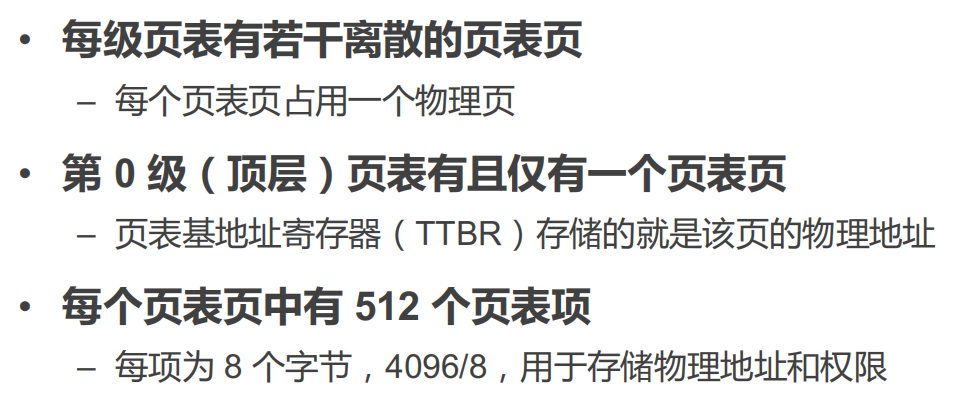 • 每级页表有若干离散的页表页
– 每个页表页占用一个物理页
• 第 0 级（顶层）页表有且仅有一个页表页
– 页表基地址寄存器（TTBR）存储的就是该页的物理地址
• 每个页表页中有 512 个页表项
– 每项为 8 个字节，4096/8，用于存储物理地址和权限